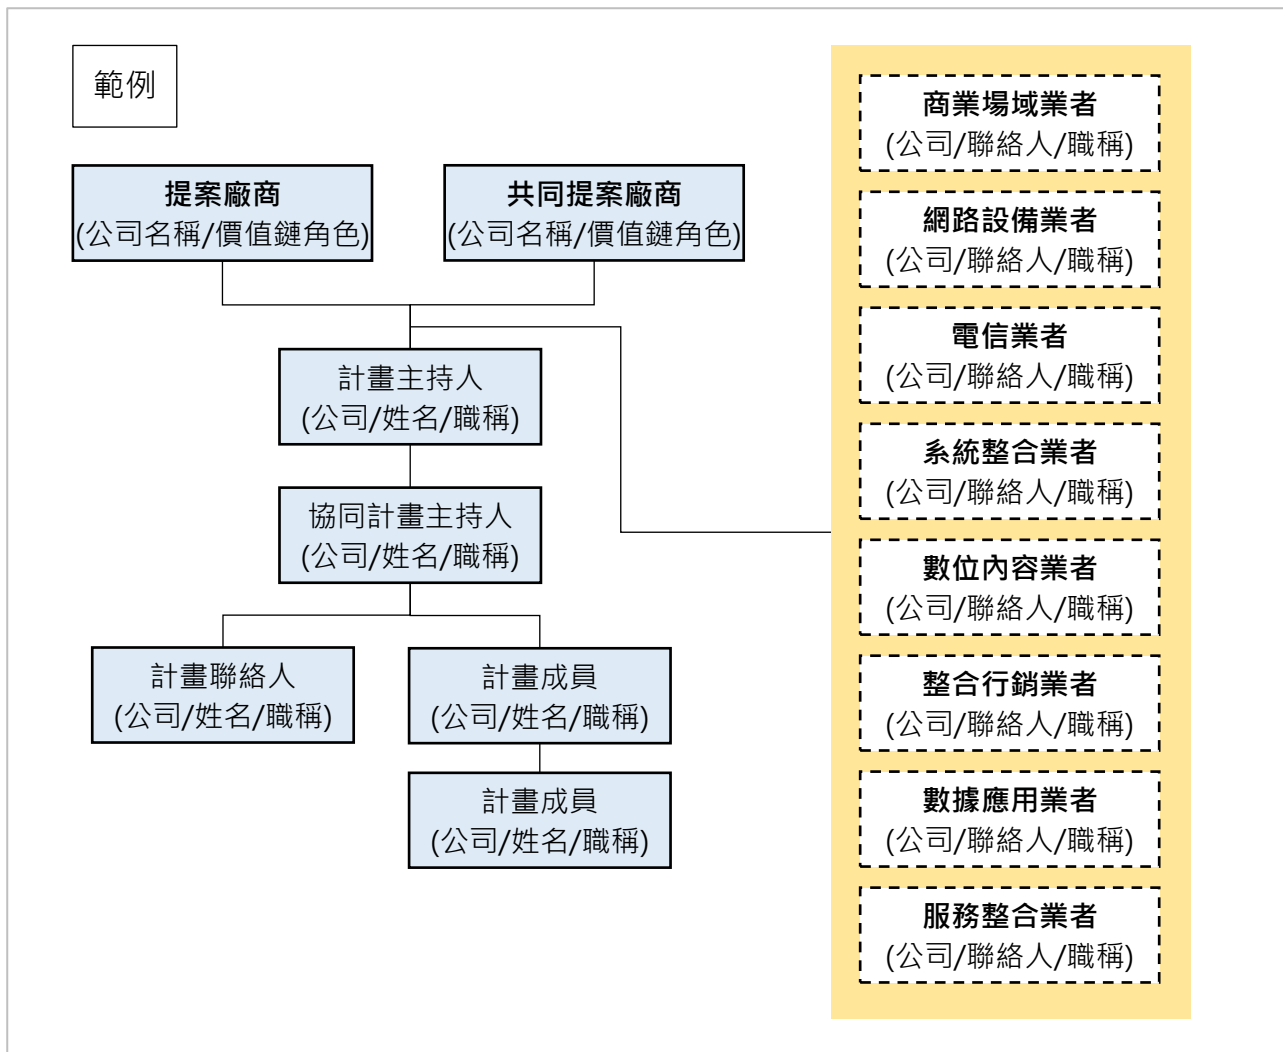 範例
提案廠商
(公司名稱/價值鏈角色)
共同提案廠商
(公司名稱/價值鏈角色)
計畫主持人
(公司/姓名/職稱)
協同計畫主持人
(公司/姓名/職稱)
計畫聯絡人
(公司/姓名/職稱)
計畫成員
(公司/姓名/職稱)
計畫成員
(公司/姓名/職稱)
商業場域業者
(公司/聯絡人/職稱)
網路設備業者
(公司/聯絡人/職稱)
電信業者
(公司/聯絡人/職稱)
系統整合業者
(公司/聯絡人/職稱)
數位內容業者
(公司/聯絡人/職稱)
整合行銷業者
(公司/聯絡人/職稱)
數據應用業者
(公司/聯絡人/職稱)
服務整合業者
(公司/聯絡人/職稱)